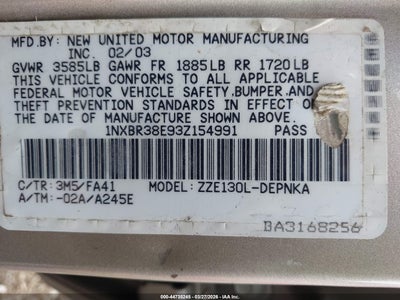 MFD.BY NEW UNITED MOTOR MANUFACTURING
INC. 02/03
GVWR 3585LB GAWR FR 1885LB RR 1720LB
THIS VEHICLE CONFORMS TO ALL APPLICABLE
FEDERAL MOTOR VEHICLE SAFETY,BUMPER,AND
THEFT PREVENTION STANDARDS IN EFFECT ON
DATE OF MANUFACTURE SHOWN ABOVE.
1NXBR38E93Z154991 PASS
C/TR: 3M5/FA41 MODEL: ZZE130L-DEPNKA
A/TM: -02A/A245E
BA3168256
000-44738245 - 03/27/2026 - IAA, LLC